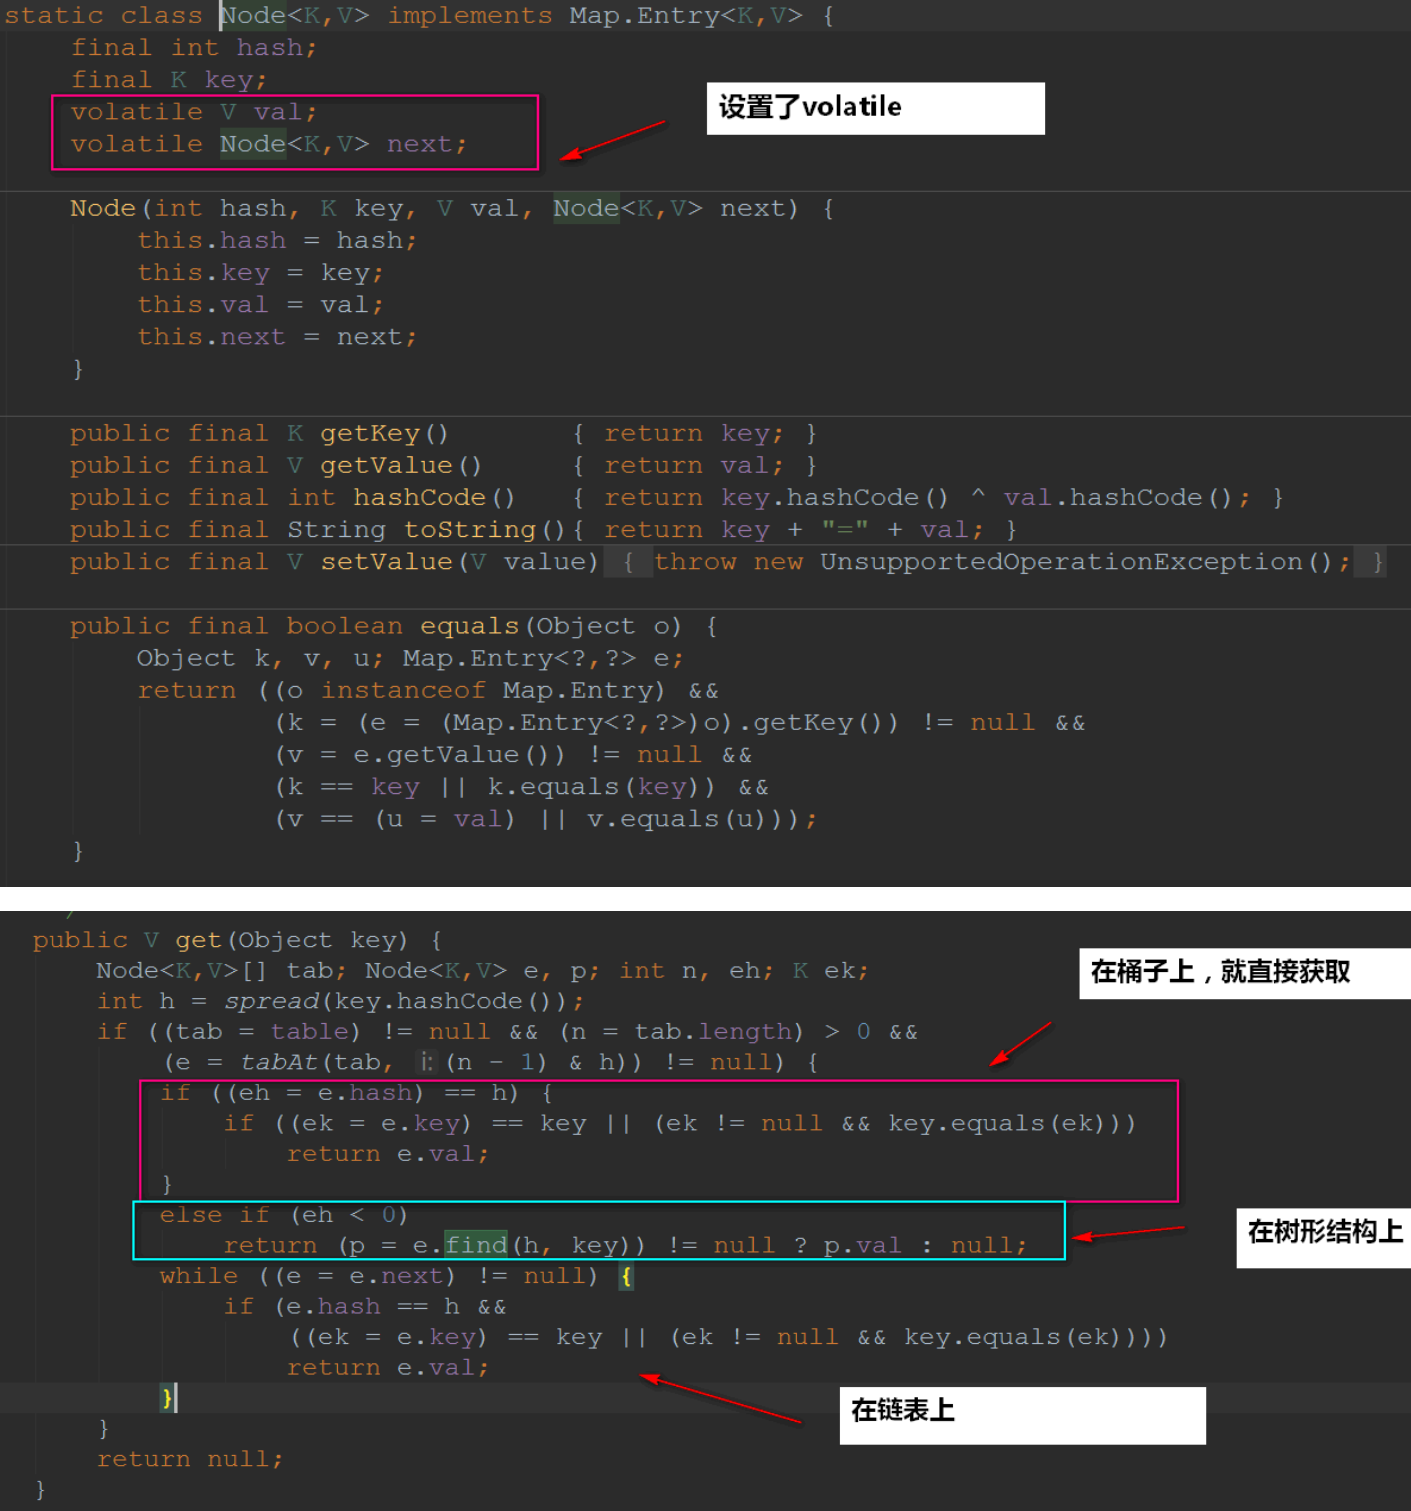 static class Node<K,V> implements Map.Entry<K,V> {
final int hash;
final K key;
volatile V val;
设置了volatile
volatile Node<K,V> next;
Node(int hash, K key, V val, Node<K,V> next) {
this.hash = hash;
this.key = key;
this.val = val;
this.next = next;
}
public final K getKey()       { return key; }
public final V getValue()     { return val; }
public final int hashCode()   { return key.hashCode() ^ val.hashCode(); }
public final String toString(){ return key + "=" + val; }
public final V setValue(V value) { throw new UnsupportedOperationException(); }
public final boolean equals(Object o) {
Object k, v, u; Map.Entry<?,?> e;
return ((o instanceof Map.Entry) &&
(k = (e = (Map.Entry<?,?>)o).getKey()) != null &&
(v = e.getValue()) != null &&
(k == key || k.equals(key)) &&
(v == (u = val) || v.equals(u)));
}
public V get(Object key) {
Node<K,V>[] tab; Node<K,V> e, p; int n, eh; K ek;
在桶子上，就直接获取
int h = spread(key.hashCode());
if ((tab = table) != null && (n = tab.length) > 0 &&
(e = tabAt(tab, i: (n - 1) & h)) != null) {
if ((eh = e.hash) == h) {
if ((ek = e.key) == key || (ek != null && key.equals(ek)))
return e.val;
}
else if (eh < 0)
在树形结构上
return (p = e.find(h, key)) != null ? p.val : null;
while ((e = e.next) != null) {
if (e.hash == h &&
((ek = e.key) == key || (ek != null && key.equals(ek))))
return e.val;
}
在链表上
}
return null;
}